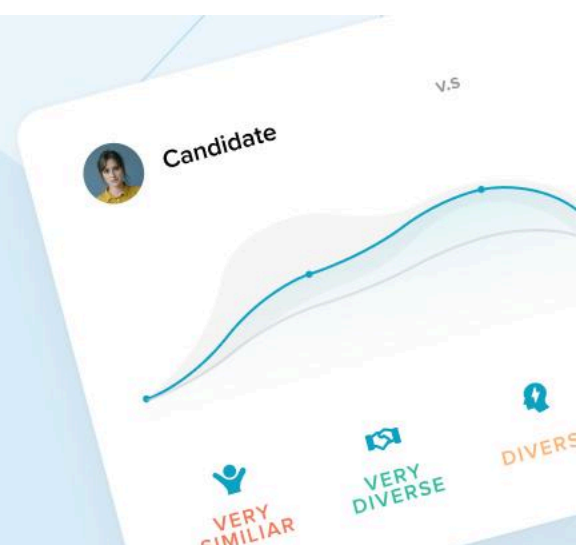 V.S
Candidate
VERY
SIMILIAR
VERY
DIVERSE
DIVERS